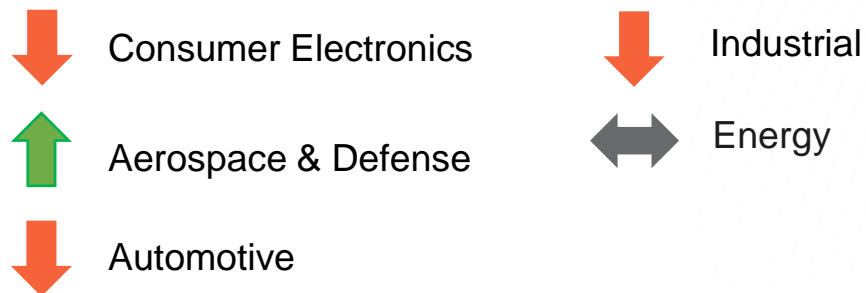 Consumer Electronics
Aerospace & Defense
Automotive
Industrial
Energy